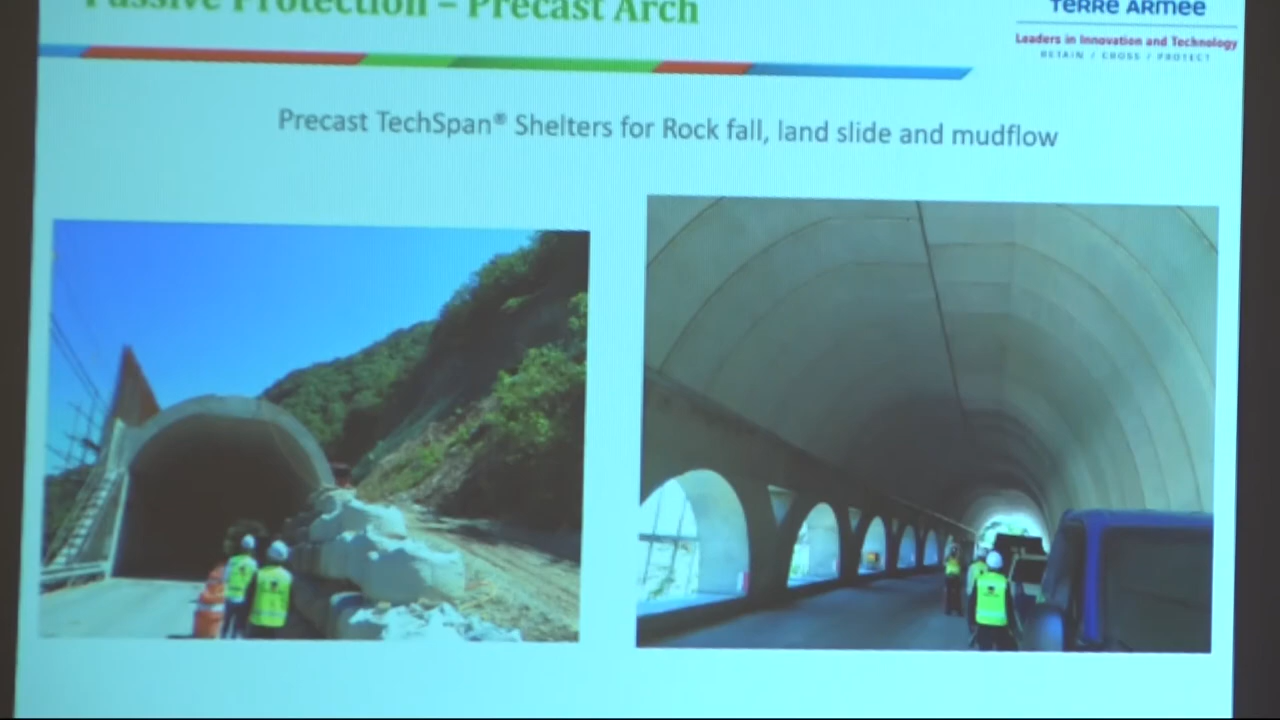 Passive Protection – Precast Arch
TERRE ARMEE
Leaders in Innovation and Technology
RETAIN / CROSS / PROTECT
Precast TechSpan® Shelters for Rock fall, land slide and mudflow